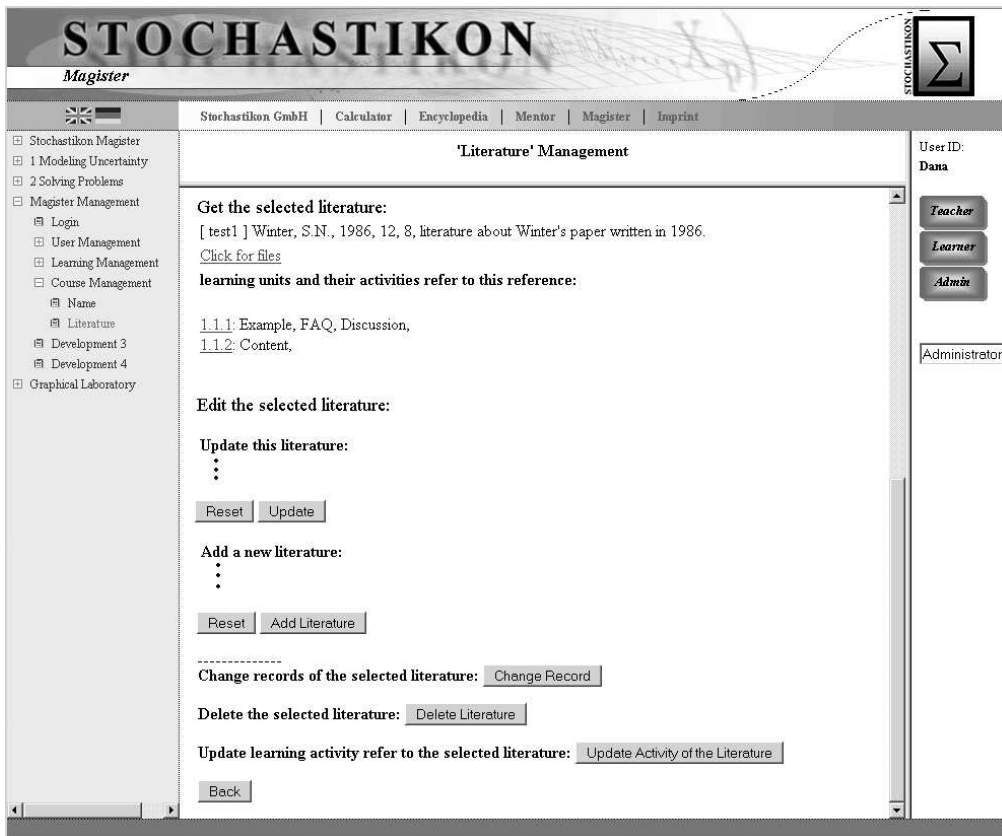 STOCHASTIKON
Magister
STOCHASTIKON
Σ
Stochastikon GmbH | Calculator | Encyclopedia | Mentor | Magister | Imprint
Stochastikon Magister
1 Modeling Uncertainty
2 Solving Problems
Magister Management
Login
User Management
Learning Management
Course Management
Name
Literature
Development 3
Development 4
Graphical Laboratory
'Literature' Management
Get the selected literature:
[ test1 ] Winter, S.N., 1986, 12, 8, literature about Winter's paper written in 1986.
Click for files
learning units and their activities refer to this reference:
1.1.1: Example, FAQ, Discussion,
1.1.2: Content,
Edit the selected literature:
Update this literature:
Reset Update
Add a new literature:
Reset Add Literature
--------------
Change records of the selected literature: Change Record
Delete the selected literature: Delete Literature
Update learning activity refer to the selected literature: Update Activity of the Literature
Back
User ID:
Dana
Teacher
Learner
Admin
Administrator